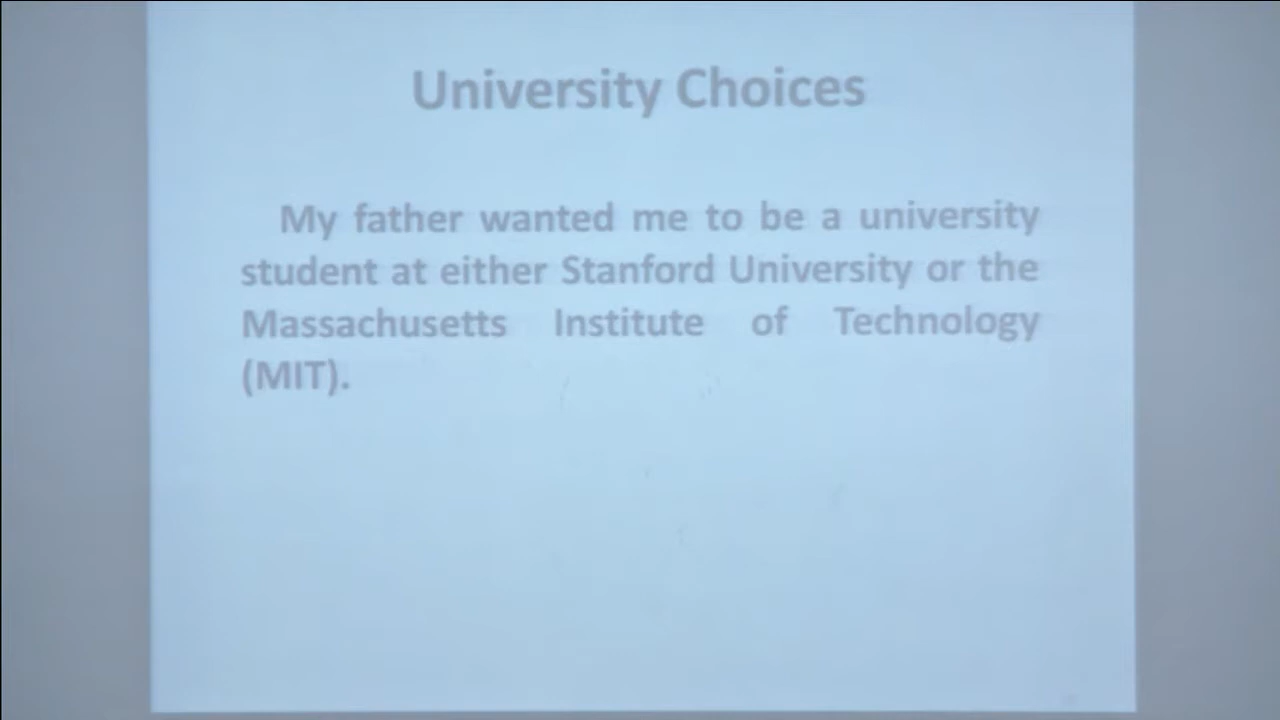 University Choices
My father wanted me to be a university
student at either Stanford University or the
Massachusetts Institute of Technology
(MIT).